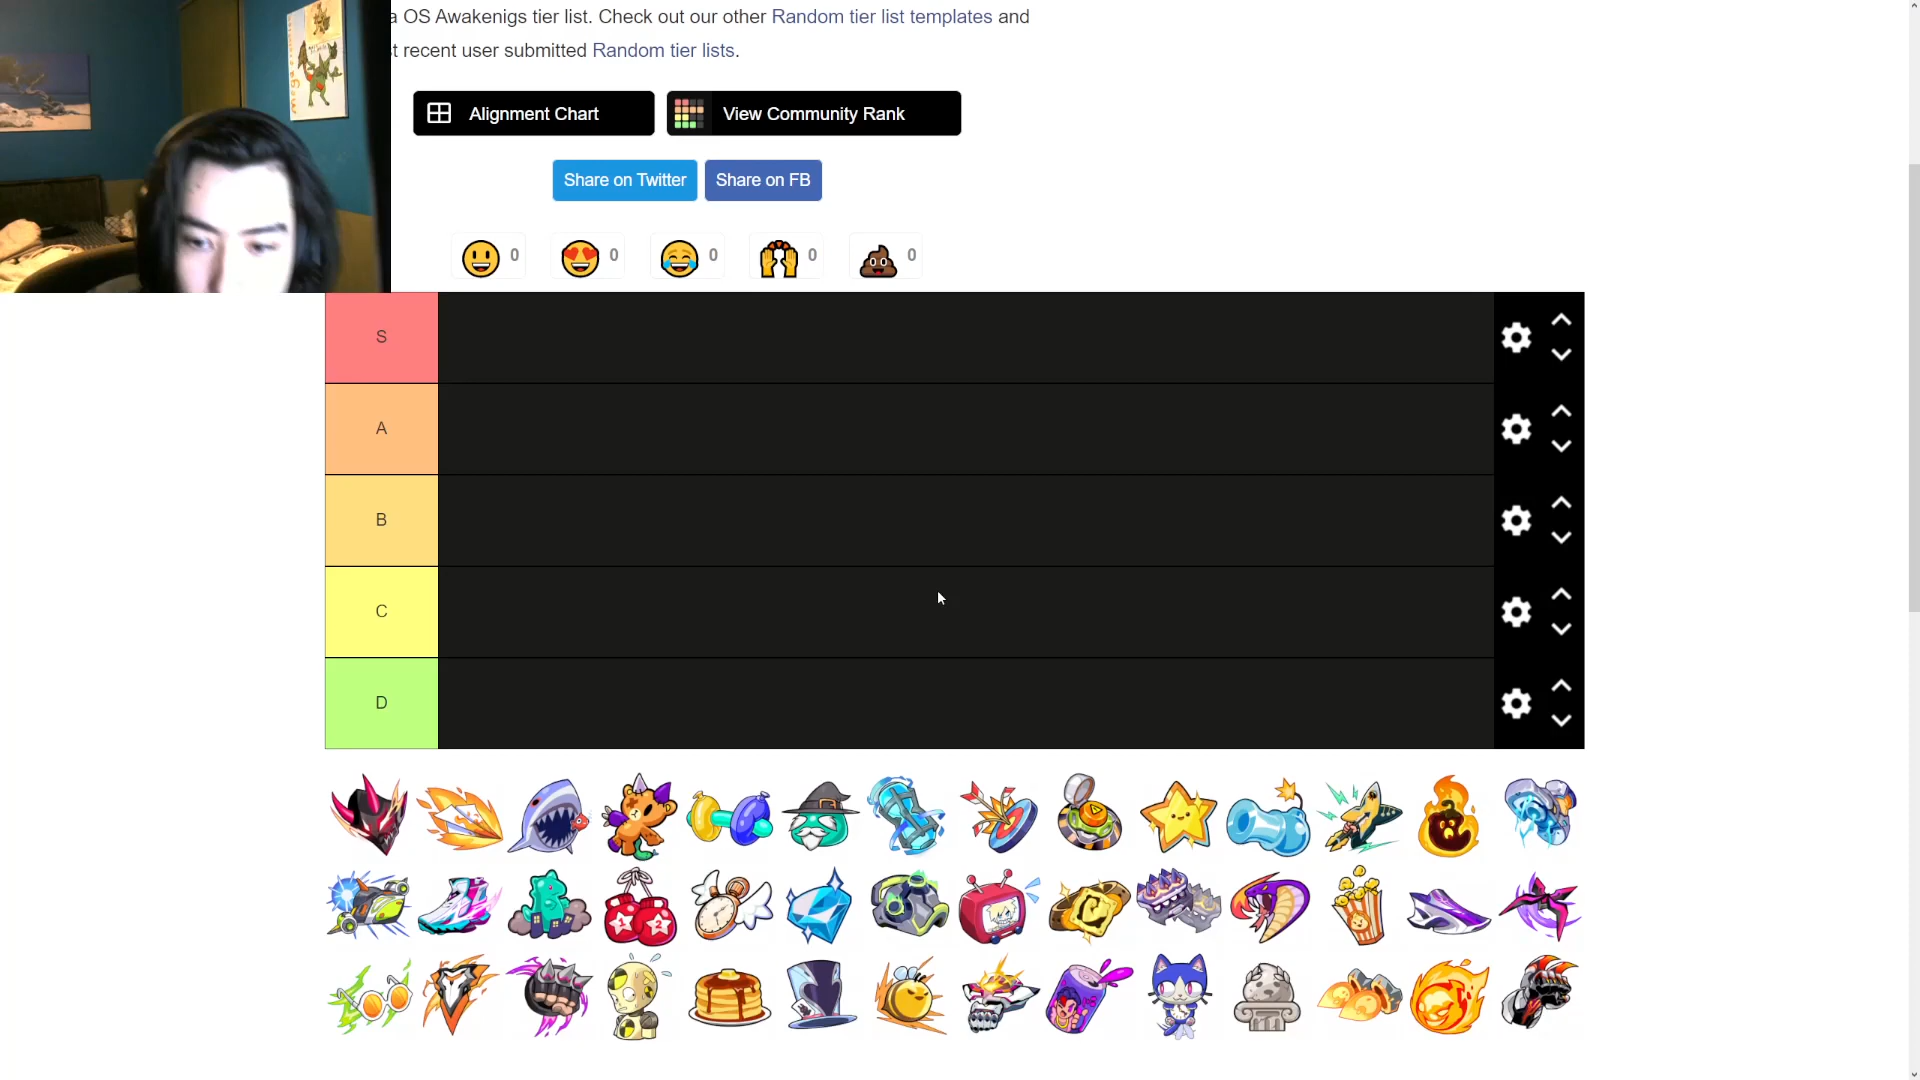 a OS Awakenigs tier list. Check out our other Random tier list templates and
t recent user submitted Random tier lists.
Alignment Chart
View Community Rank
Share on Twitter
Share on FB
0
0
0
0
0
S
A
B
C
D